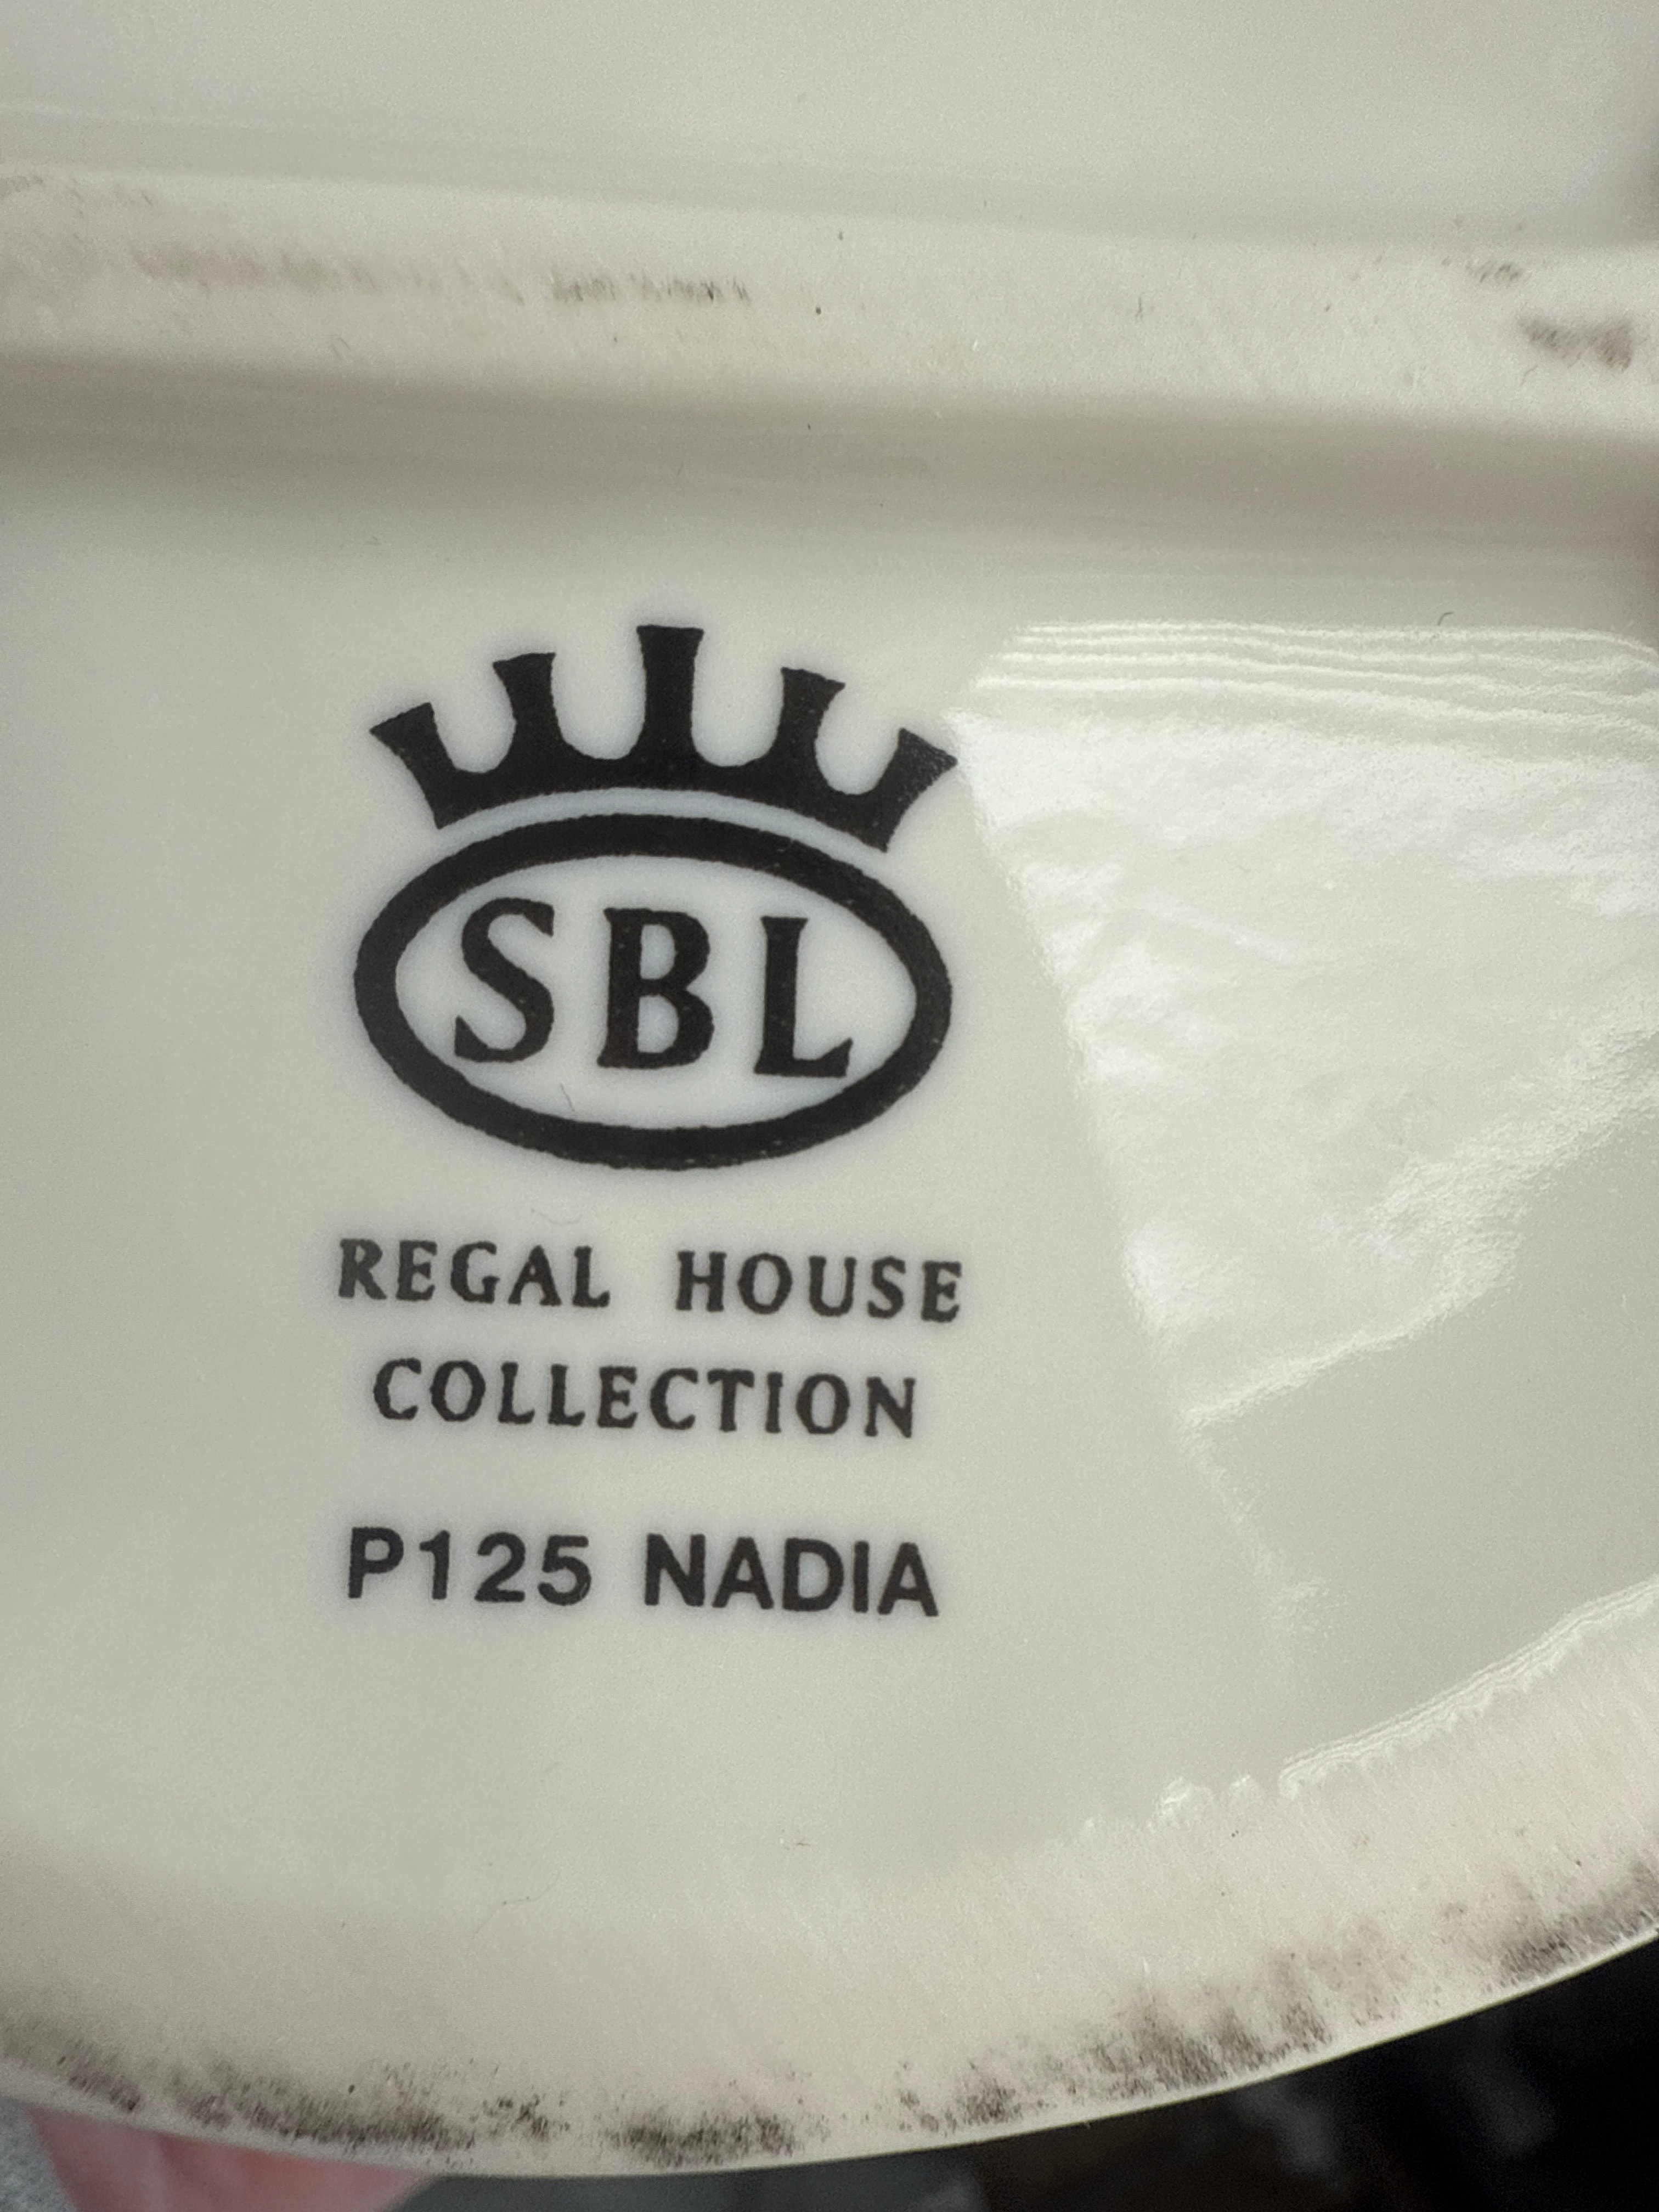 SBL
REGAL HOUSE
COLLECTION
P125 NADIA